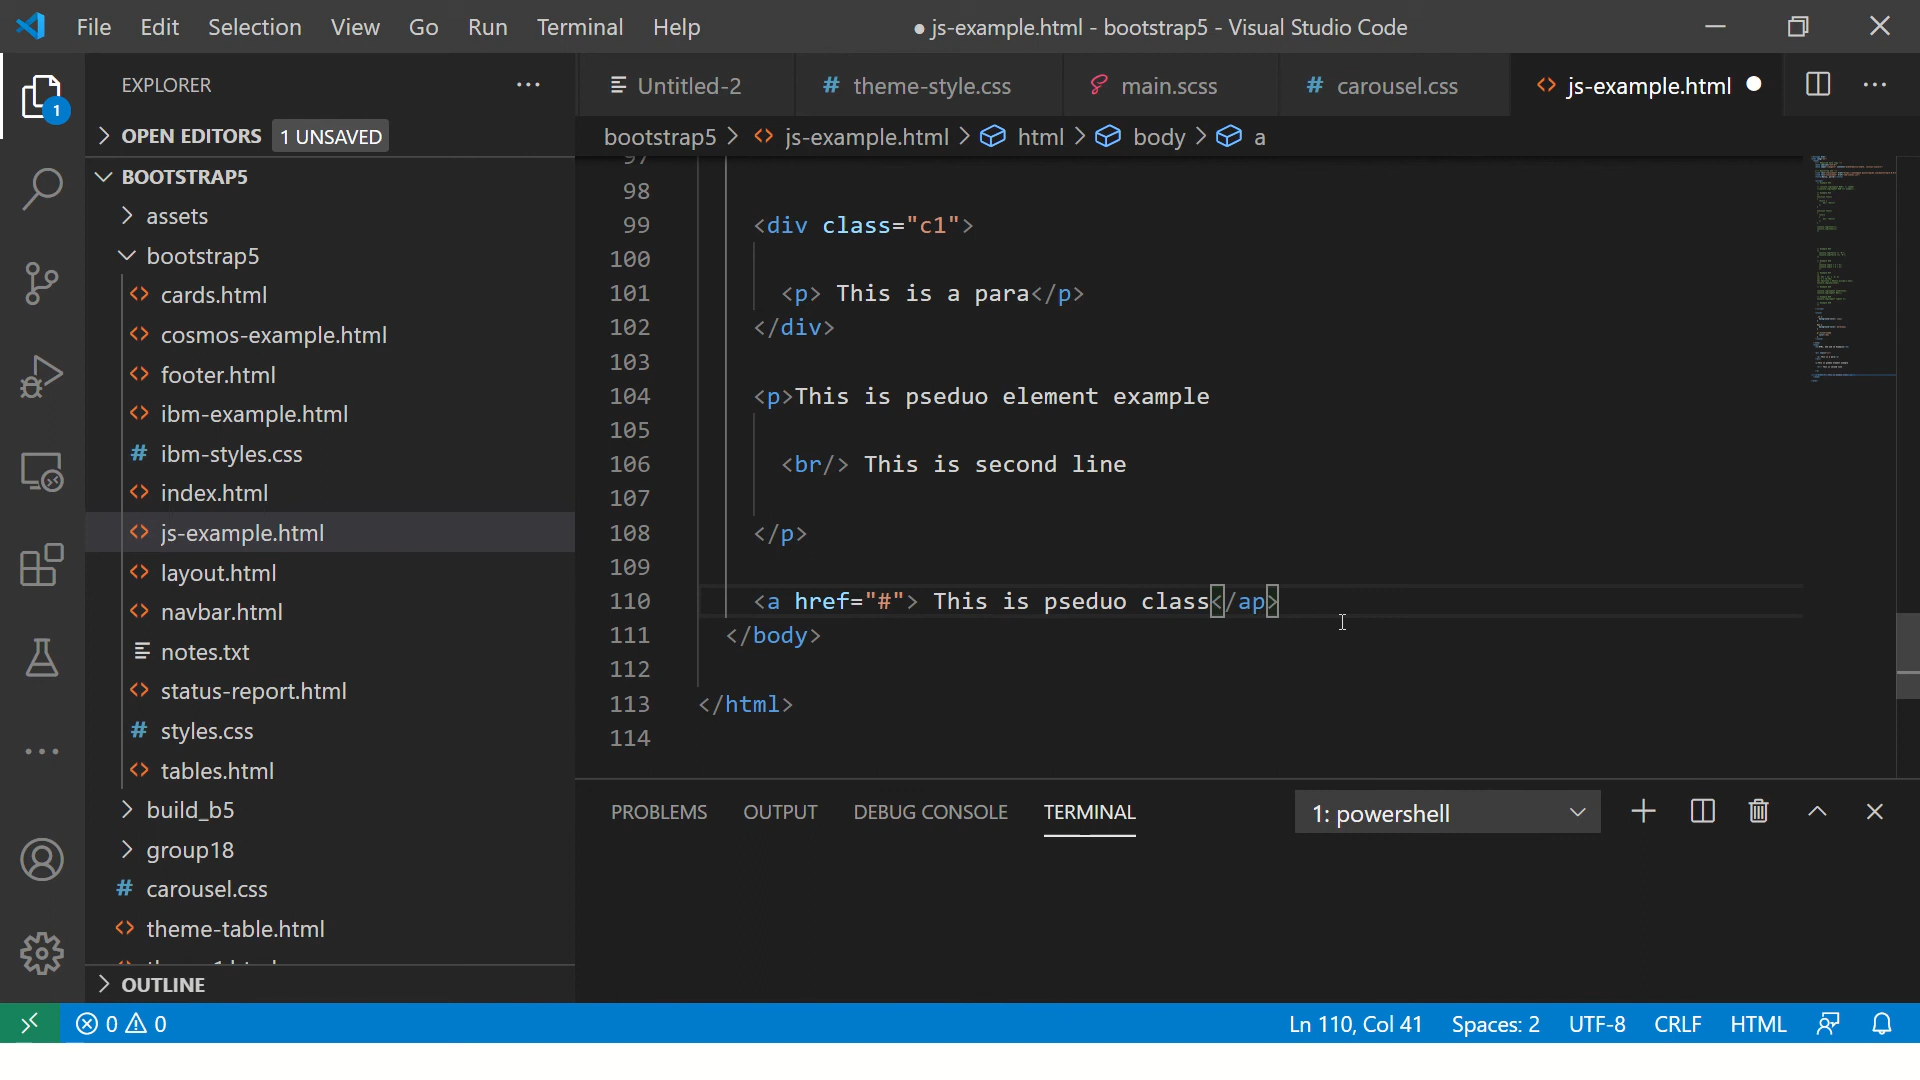 File Edit Selection View Go Run Terminal Help ● js-example.html - bootstrap5 - Visual Studio Code
EXPLORER ···
Untitled-2 # theme-style.css main.scss # carousel.css <> js-example.html ● ···
1
OPEN EDITORS 1 UNSAVED
bootstrap5 > <> js-example.html > html > body > a
BOOTSTRAP5
assets
bootstrap5
<> cards.html
<> cosmos-example.html
<> footer.html
<> ibm-example.html
# ibm-styles.css
<> index.html
<> js-example.html
<> layout.html
<> navbar.html
notes.txt
<> status-report.html
# styles.css
<> tables.html
build_b5
group18
# carousel.css
<> theme-table.html
OUTLINE
97
98
99 <div class="c1">
100
101 <p> This is a para</p>
102 </div>
103
104 <p>This is pseduo element example
105
106 <br/> This is second line
107
108 </p>
109
110 <a href="#"> This is pseduo class</ap>
111 </body>
112
113 </html>
114
PROBLEMS OUTPUT DEBUG CONSOLE TERMINAL 1: powershell
0 0 Ln 110, Col 41 Spaces: 2 UTF-8 CRLF HTML